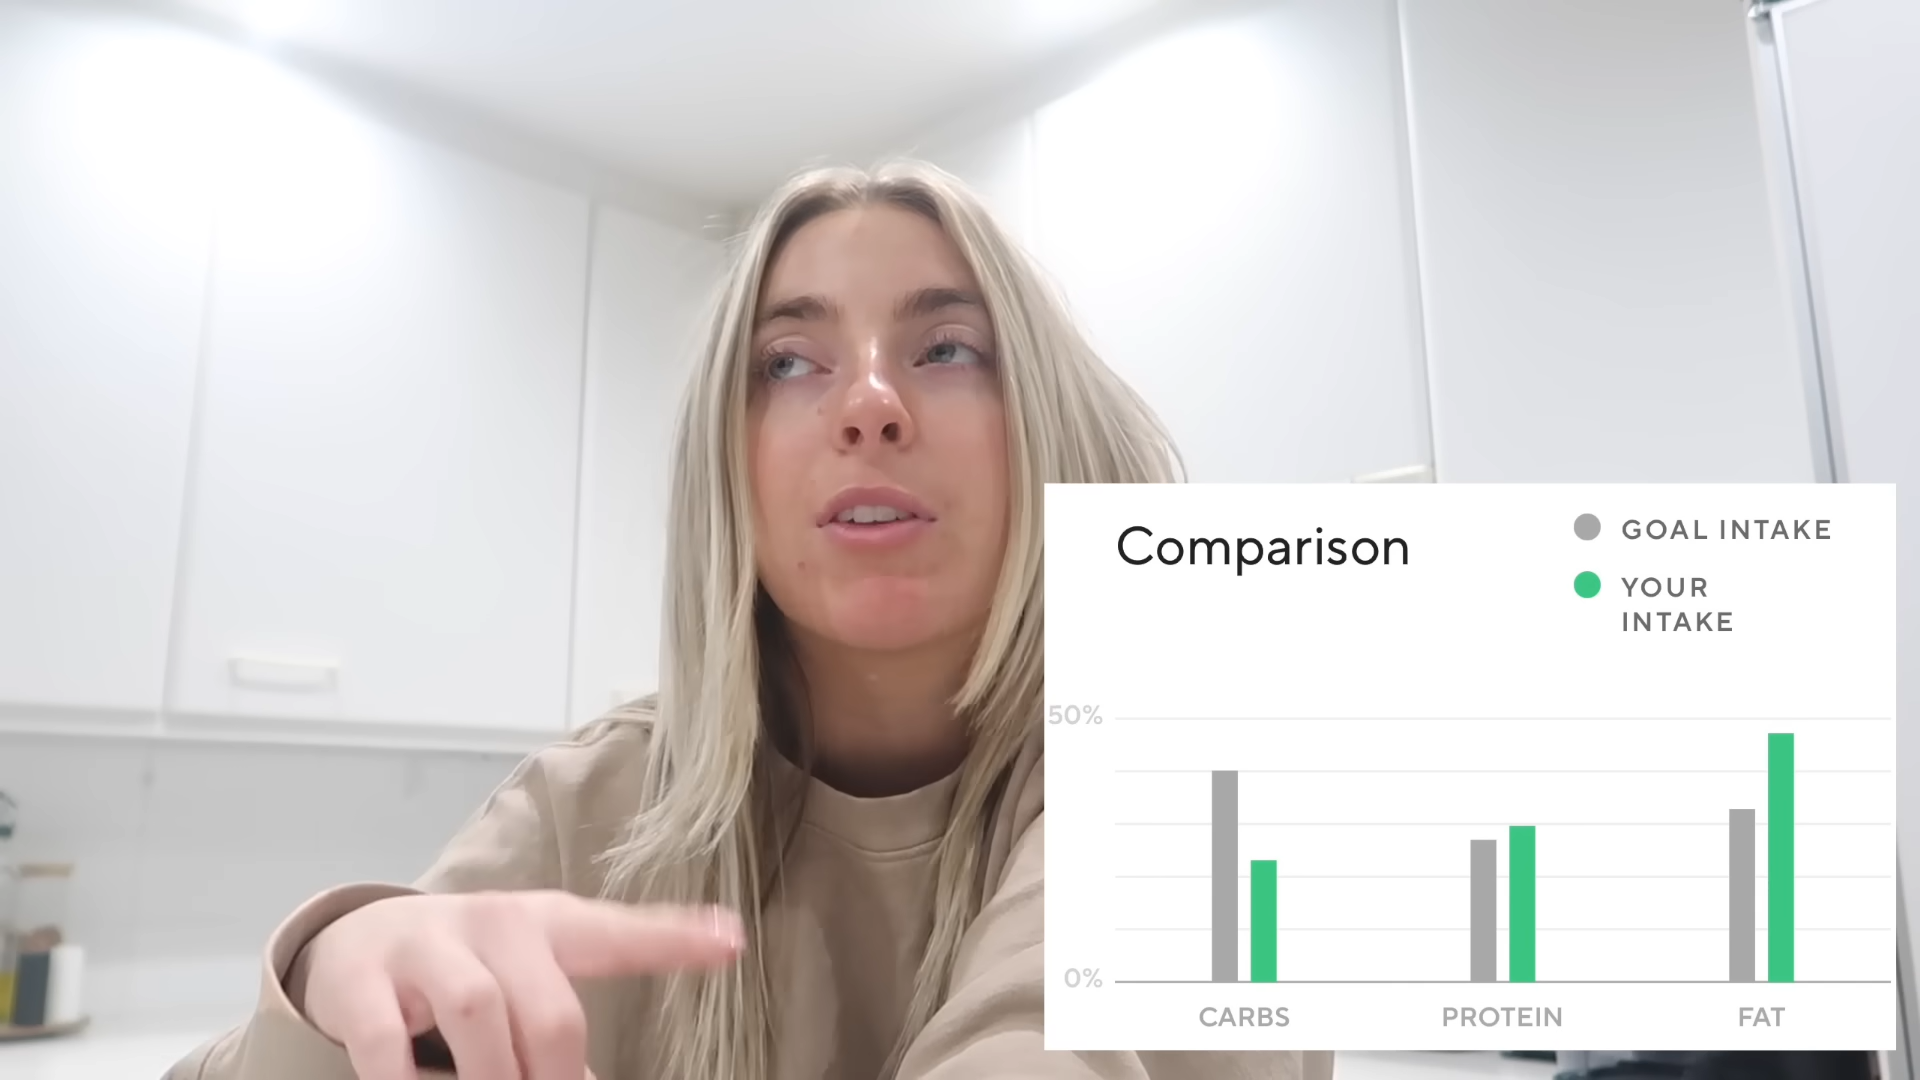 Comparison
GOAL INTAKE
YOUR
INTAKE
50%
0%
CARBS
PROTEIN
FAT